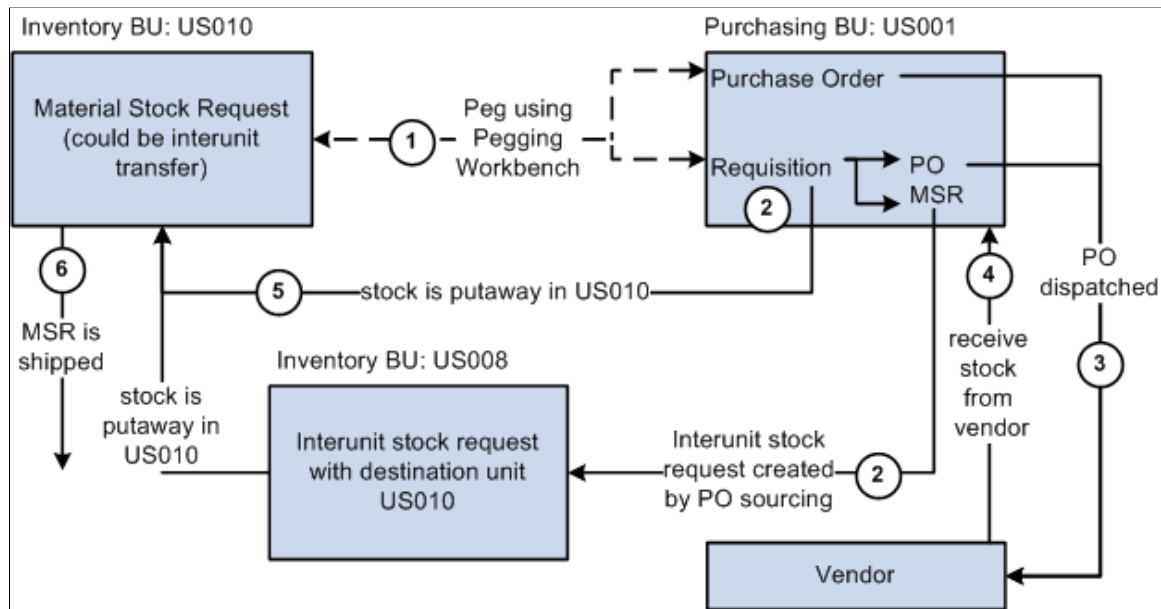 Inventory BU: US010
Purchasing BU: US001
Material Stock Request
(could be interunit
transfer)
1
Peg using
Pegging
Workbench
Purchase Order
Requisition
PO
MSR
2
6
MSR is
shipped
5
stock is putaway in US010
4
receive
stock
from
vendor
PO
dispatched
3
Inventory BU: US008
stock is
putaway in
US010
Interunit stock request
with destination unit
US010
Interunit stock
request created
by PO sourcing
2
Vendor